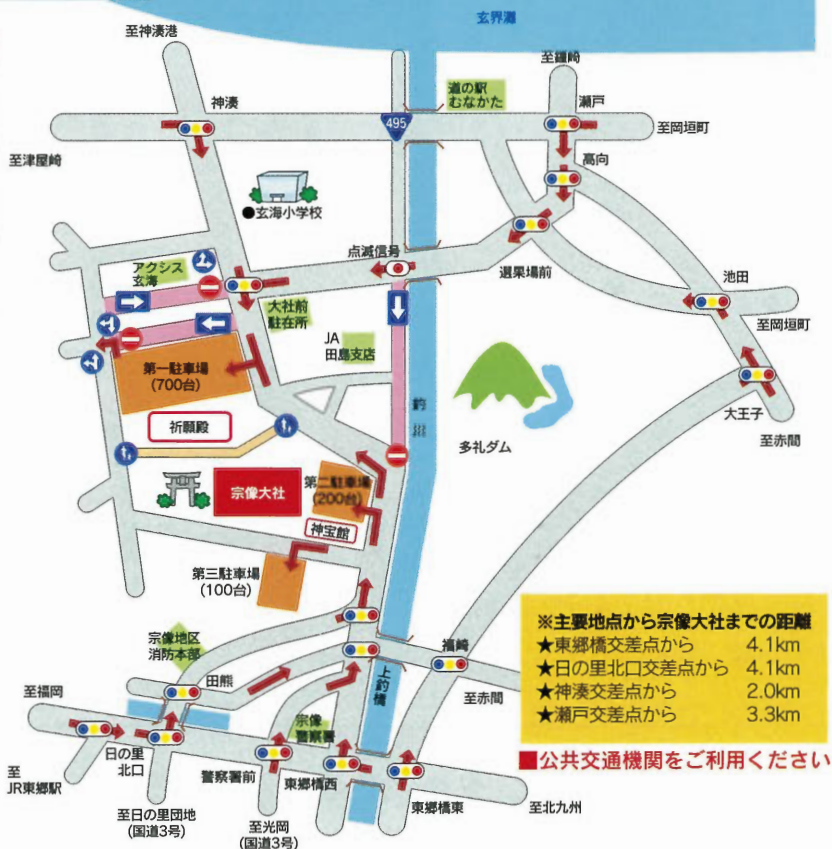 玄界灘
至神湊港
至鐘崎
神湊
495
道の駅
むなかた
瀬戸
至岡垣町
至津屋崎
高向
●玄海小学校
点滅信号
選果場前
アクシス
玄海
池田
大社前
駐在所
至岡垣町
JA
田島支店
第一駐車場
(700台)
大王子
至赤間
釣川
多礼ダム
祈願殿
宗像大社
第二駐車場
(200台)
神宝館
第三駐車場
(100台)
宗像地区
消防本部
福崎
至赤間
田熊
上釣橋
至福岡
宗像
警察署
日の里
北口
警察署前
東郷橋西
至
JR東郷駅
東郷橋東
至北九州
至日の里団地
(国道3号)
至光岡
(国道3号)
※主要地点から宗像大社までの距離
★東郷橋交差点から 4.1km
★日の里北口交差点から 4.1km
★神湊交差点から 2.0km
★瀬戸交差点から 3.3km
■公共交通機関をご利用ください